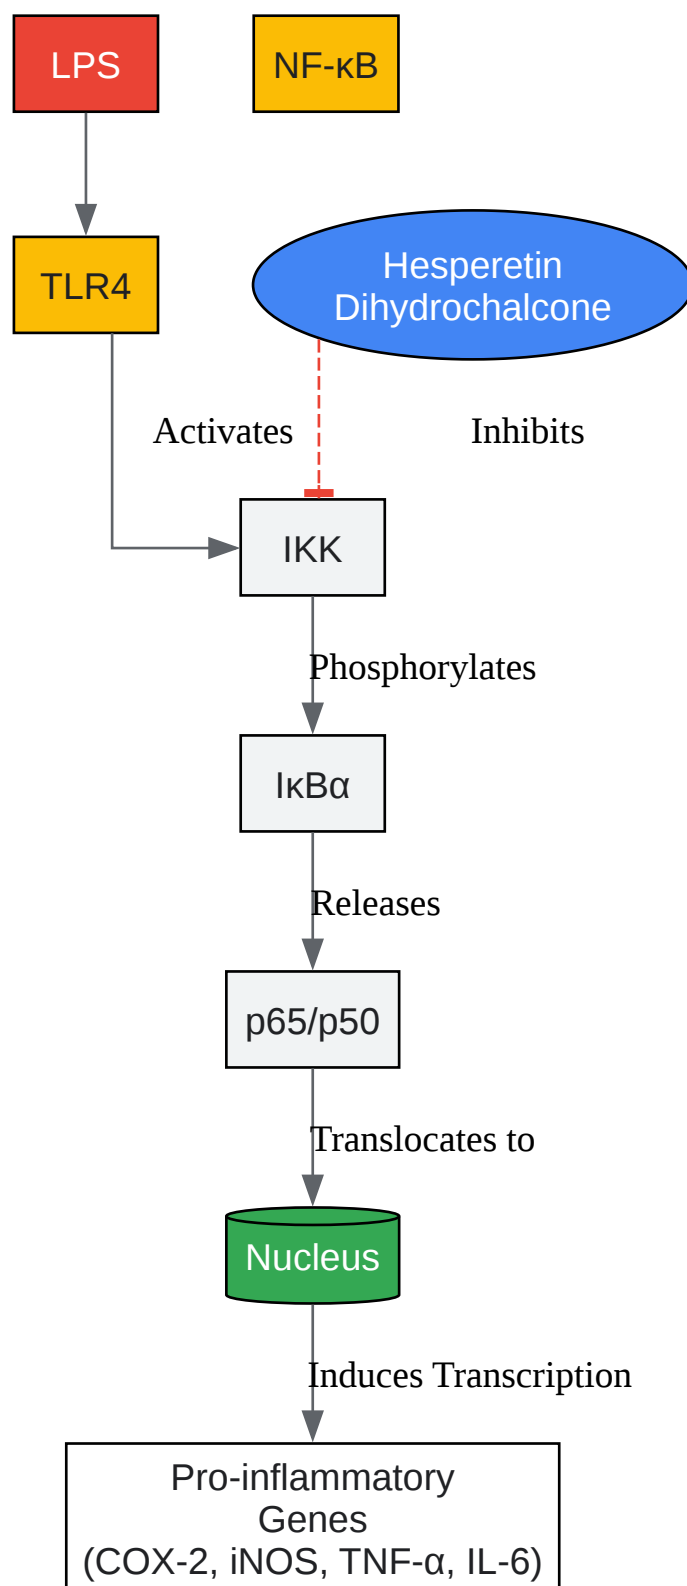 LPS
NF-κB
TLR4
Hesperetin
Dihydrochalcone
Activates
Inhibits
IKK
Phosphorylates
IκBα
Releases
p65/p50
Translocates to
Nucleus
Induces Transcription
Pro-inflammatory
Genes
(COX-2, iNOS, TNF-α, IL-6)